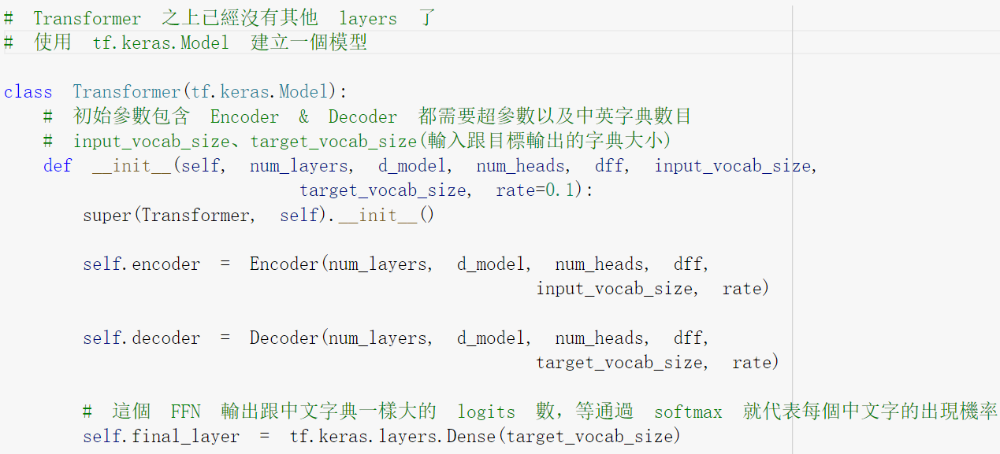 # Transformer 之上已經沒有其他 layers 了
# 使用 tf.keras.Model 建立一個模型
class Transformer(tf.keras.Model):
# 初始參數包含 Encoder & Decoder 都需要超參數以及中英字典數目
# input_vocab_size、target_vocab_size(輸入跟目標輸出的字典大小)
def __init__(self, num_layers, d_model, num_heads, dff, input_vocab_size,
target_vocab_size, rate=0.1):
super(Transformer, self).__init__()
self.encoder = Encoder(num_layers, d_model, num_heads, dff,
input_vocab_size, rate)
self.decoder = Decoder(num_layers, d_model, num_heads, dff,
target_vocab_size, rate)
# 這個 FFN 輸出跟中文字典一樣大的 logits 數，等通過 softmax 就代表每個中文字的出現機率
self.final_layer = tf.keras.layers.Dense(target_vocab_size)